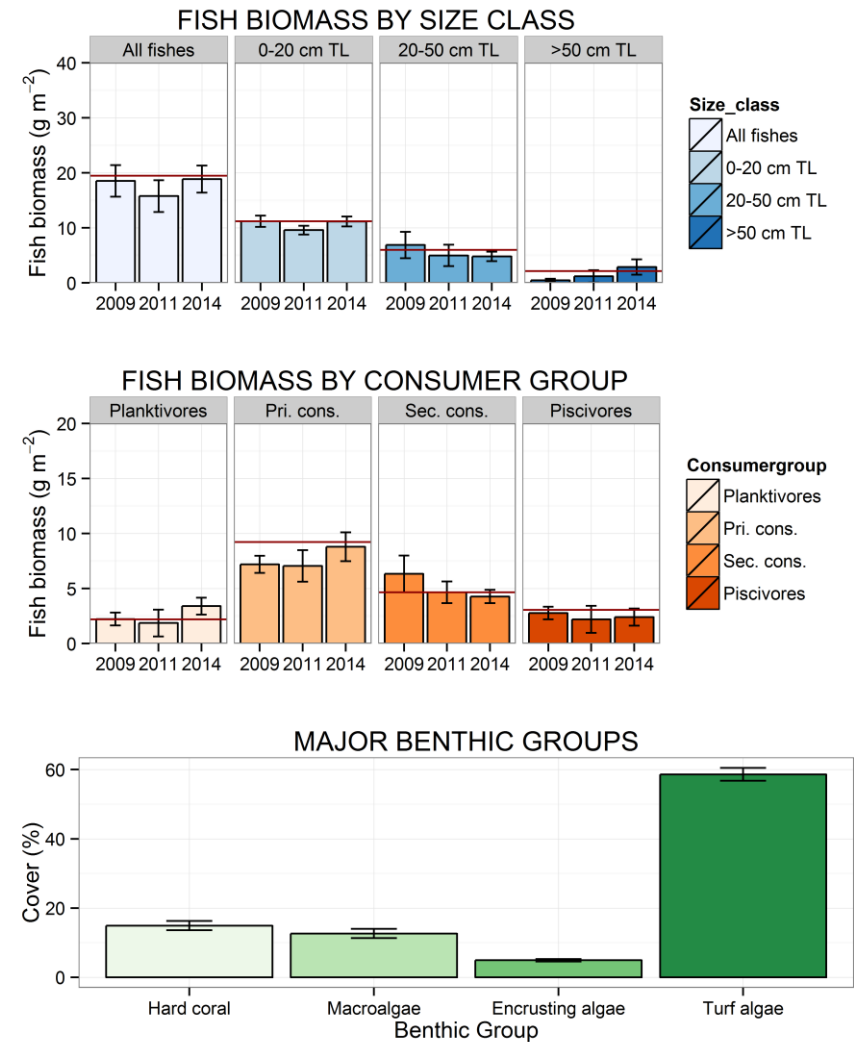 FISH BIOMASS BY SIZE CLASS
All fishes 0-20 cm TL 20-50 cm TL >50 cm TL
40
30
20
10
0
Fish biomass (g m⁻²)
2009 2011 2014 2009 2011 2014 2009 2011 2014 2009 2011 2014
Size_class
All fishes
0-20 cm TL
20-50 cm TL
>50 cm TL
FISH BIOMASS BY CONSUMER GROUP
Planktivores Pri. cons. Sec. cons. Piscivores
20
15
10
5
0
Fish biomass (g m⁻²)
2009 2011 2014 2009 2011 2014 2009 2011 2014 2009 2011 2014
Consumergroup
Planktivores
Pri. cons.
Sec. cons.
Piscivores
MAJOR BENTHIC GROUPS
60
40
20
0
Cover (%)
Hard coral Macroalgae Encrusting algae Turf algae
Benthic Group